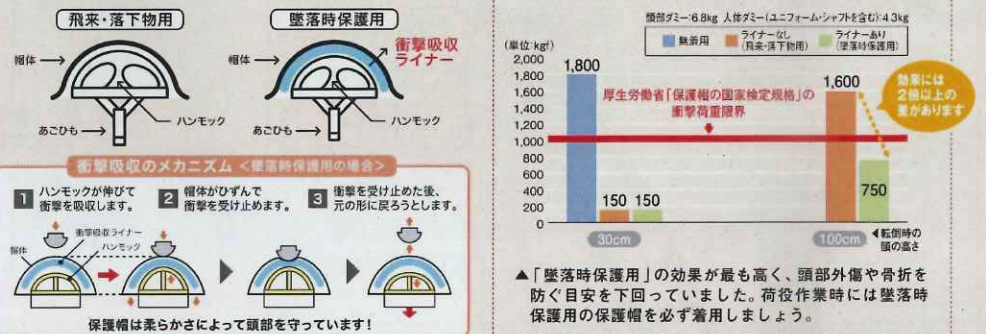 飛来・落下物用
墜落時保護用
帽体
ハンモック
あごひも
衝撃吸収
ライナー
帽体
ハンモック
あごひも
衝撃吸収のメカニズム <墜落時保護用の場合>
1 ハンモックが伸びて
衝撃を吸収します。
2 帽体がひずんで
衝撃を受け止めます。
3 衝撃を受け止めた後、
元の形に戻ろうとします。
衝撃吸収ライナー
帽体
ハンモック
保護帽は柔らかさによって頭部を守っています!
頭部ダミー:6.8kg 人体ダミー(ユニフォーム・シャフトを含む):4.3kg
無着用
ライナーなし
(飛来・落下物用)
ライナーあり
(墜落時保護用)
(単位:kgf)
2,000
1,800
1,600
1,400
1,200
1,000
800
600
400
200
0
1,800
150
150
1,600
750
厚生労働省「保護帽の国家検定規格」の
衝撃荷重限界
効果には
2倍以上の
差があります
30cm
100cm
◀転倒時の
頭の高さ
▲「墜落時保護用」の効果が最も高く、頭部外傷や骨折を
防ぐ目安を下回っていました。荷役作業時には墜落時
保護用の保護帽を必ず着用しましょう。